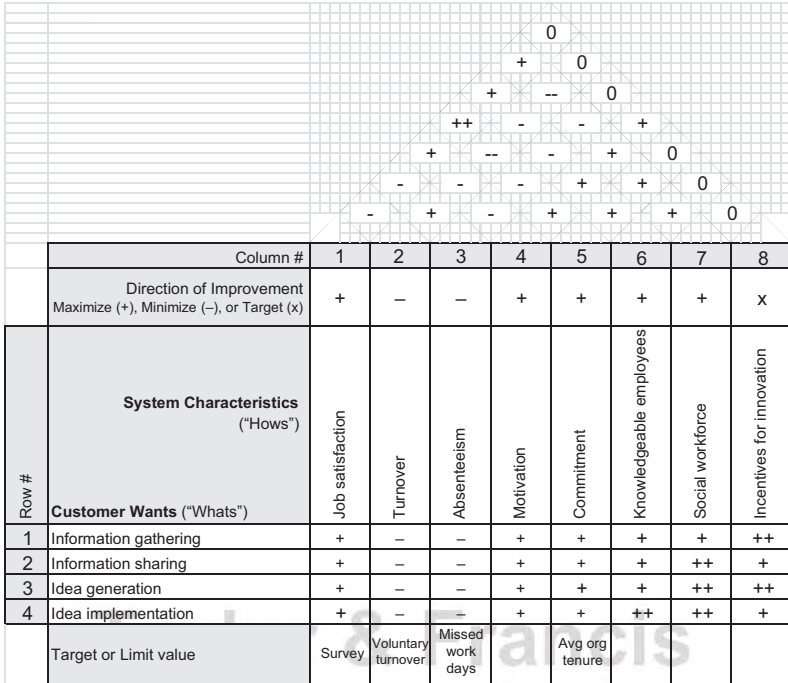 0
+ 0
+ -- 0
++ - - +
+ -- - + 0
- - - + + 0
- + - + + + 0
Column # 1 2 3 4 5 6 7 8
Direction of Improvement
Maximize (+), Minimize (–), or Target (x) + – – + + + + x
System Characteristics
("Hows")
Row #
Customer Wants ("Whats")
Job satisfaction
Turnover
Absenteeism
Motivation
Commitment
Knowledgeable employees
Social workforce
Incentives for innovation
1 Information gathering + – – + + + + ++
2 Information sharing + – – + + + ++ +
3 Idea generation + – – + + + ++ ++
4 Idea implementation + – – + + ++ ++ +
Target or Limit value Survey Voluntary turnover Missed work days Avg org tenure
& Francis